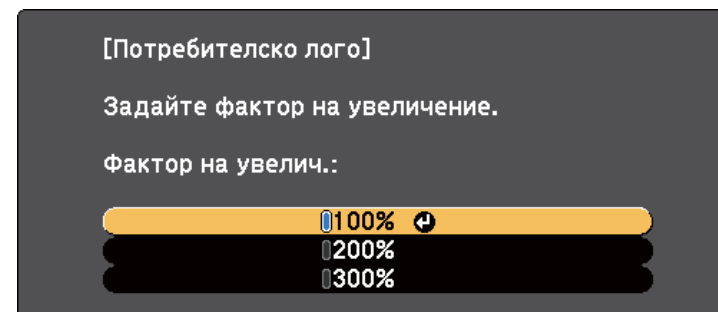 [Потребителско лого]
Задайте фактор на увеличение.
Фактор на увелич.:
100%
200%
300%